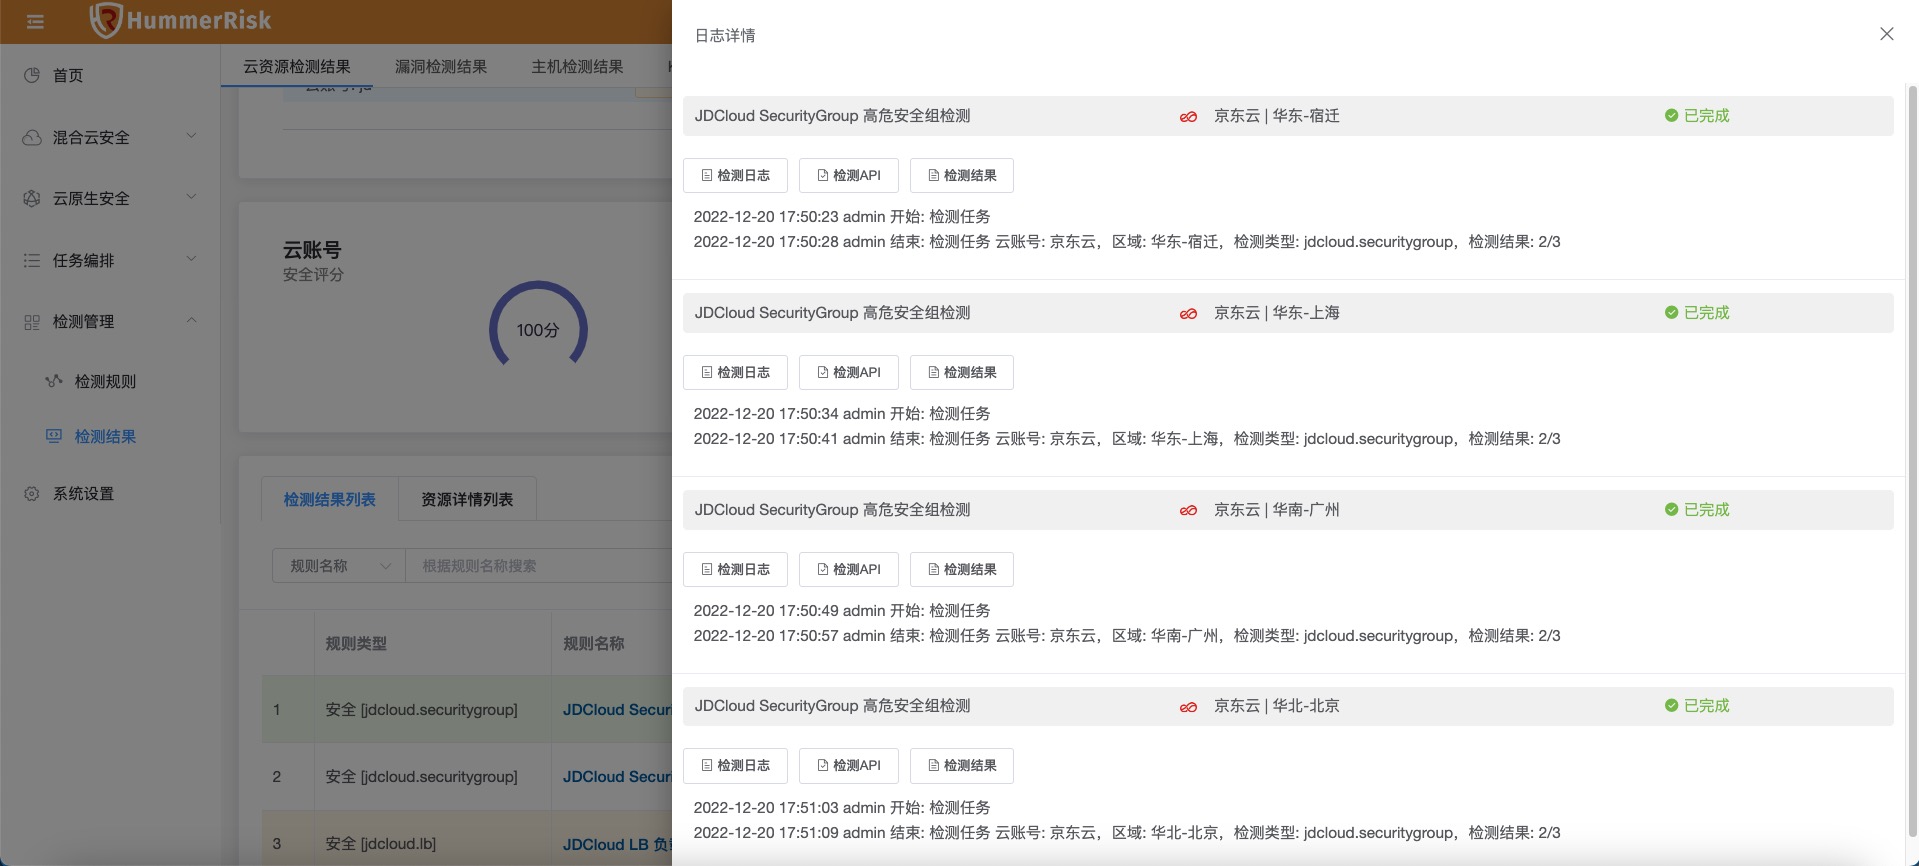 HummerRisk
首页
混合云安全
云原生安全
任务编排
检测管理
检测规则
检测结果
系统设置
云资源检测结果
漏洞检测结果
主机检测结果
云账号
安全评分
100分
检测结果列表
资源详情列表
规则名称
根据规则名称搜索
规则类型
规则名称
1
安全 [jdcloud.securitygroup]
JDCloud Securi
2
安全 [jdcloud.securitygroup]
JDCloud Securi
3
安全 [jdcloud.lb]
JDCloud LB 负
日志详情
JDCloud SecurityGroup 高危安全组检测
京东云 | 华东-宿迁
已完成
检测日志
检测API
检测结果
2022-12-20 17:50:23 admin 开始: 检测任务
2022-12-20 17:50:28 admin 结束: 检测任务 云账号: 京东云，区域: 华东-宿迁，检测类型: jdcloud.securitygroup，检测结果: 2/3
JDCloud SecurityGroup 高危安全组检测
京东云 | 华东-上海
已完成
检测日志
检测API
检测结果
2022-12-20 17:50:34 admin 开始: 检测任务
2022-12-20 17:50:41 admin 结束: 检测任务 云账号: 京东云，区域: 华东-上海，检测类型: jdcloud.securitygroup，检测结果: 2/3
JDCloud SecurityGroup 高危安全组检测
京东云 | 华南-广州
已完成
检测日志
检测API
检测结果
2022-12-20 17:50:49 admin 开始: 检测任务
2022-12-20 17:50:57 admin 结束: 检测任务 云账号: 京东云，区域: 华南-广州，检测类型: jdcloud.securitygroup，检测结果: 2/3
JDCloud SecurityGroup 高危安全组检测
京东云 | 华北-北京
已完成
检测日志
检测API
检测结果
2022-12-20 17:51:03 admin 开始: 检测任务
2022-12-20 17:51:09 admin 结束: 检测任务 云账号: 京东云，区域: 华北-北京，检测类型: jdcloud.securitygroup，检测结果: 2/3